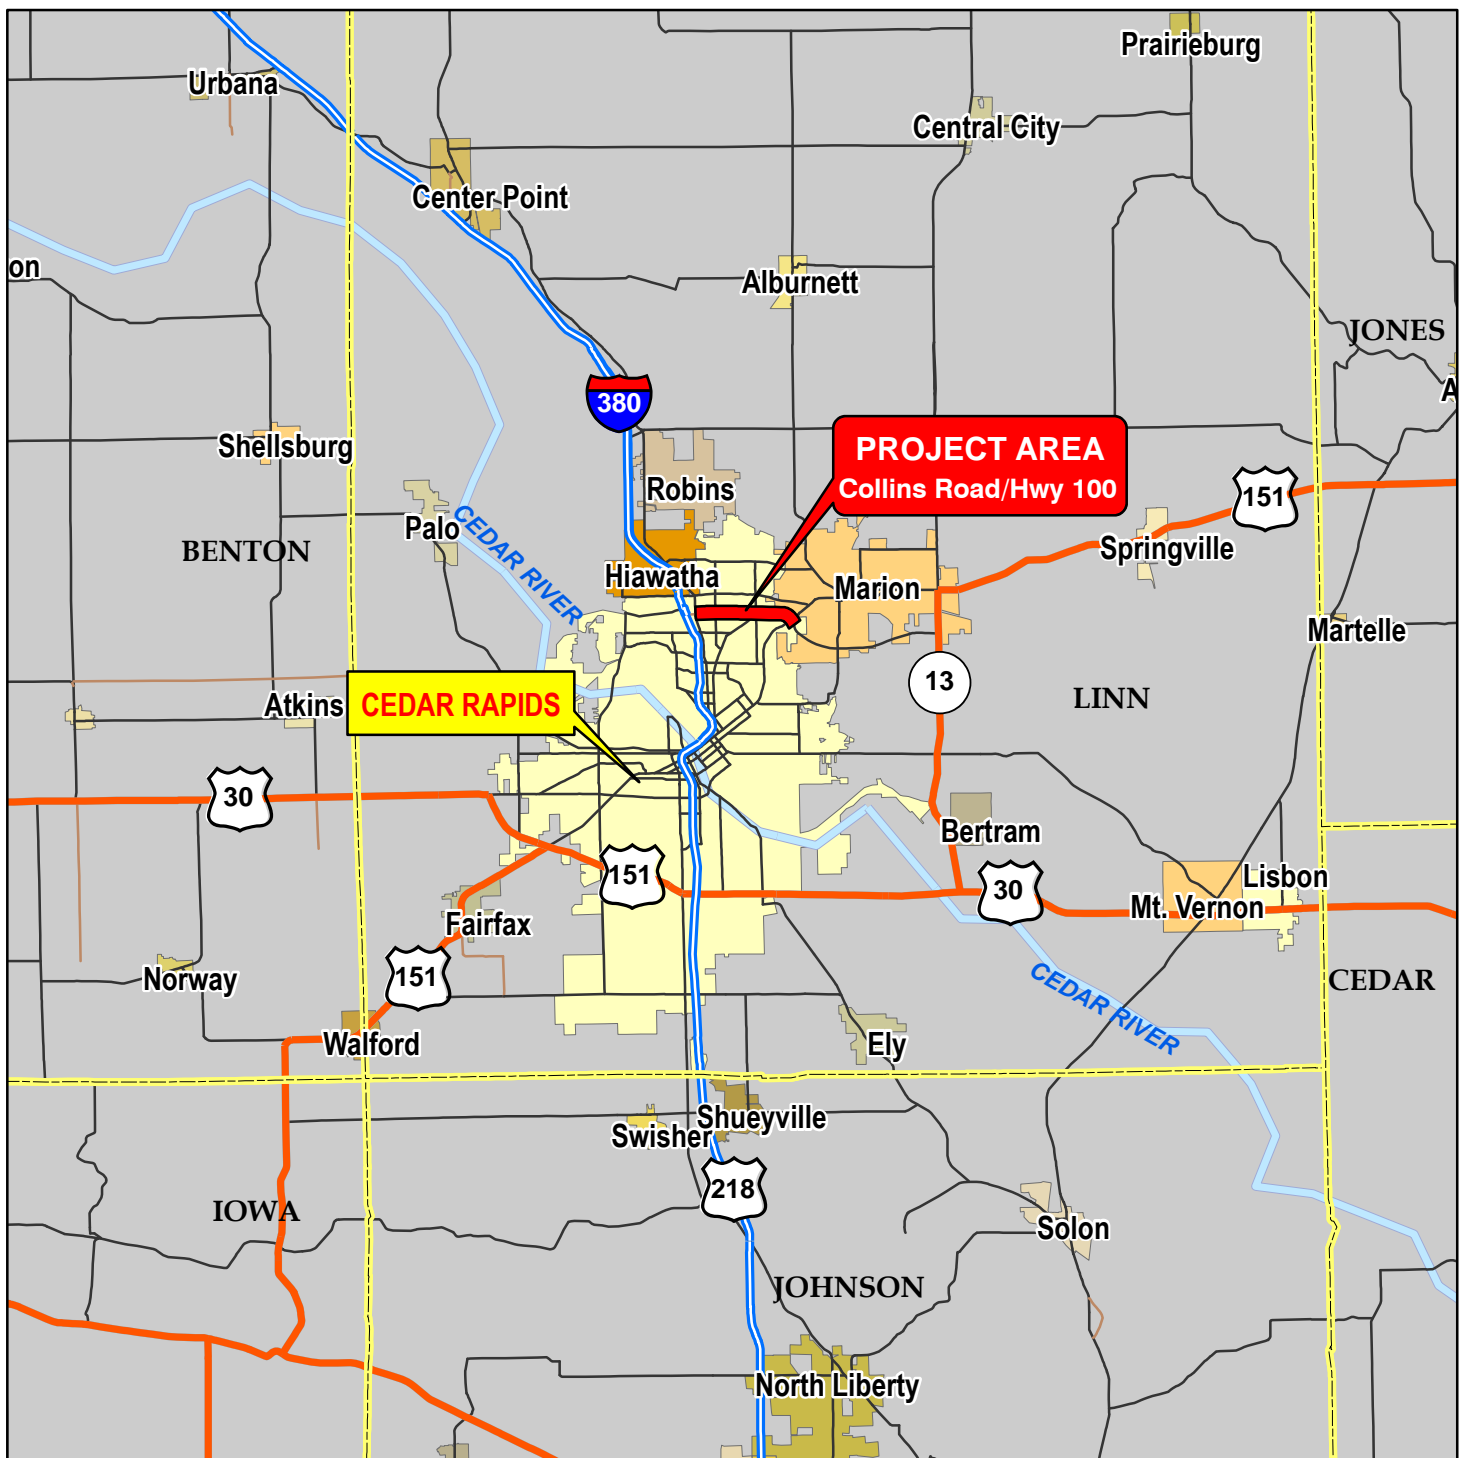 Prairieburg
Urbana
Central City
Center Point
on
Alburnett
JONES
380
A
Shellsburg
PROJECT AREA
Collins Road/Hwy 100
Robins
151
Palo
CEDAR RIVER
BENTON
Springville
Hiawatha
Marion
Martelle
13
LINN
Atkins
CEDAR RAPIDS
30
Bertram
151
30
Lisbon
Mt. Vernon
Fairfax
151
Norway
CEDAR RIVER
CEDAR
Walford
Ely
Shueyville
Swisher
218
IOWA
Solon
JOHNSON
North Liberty